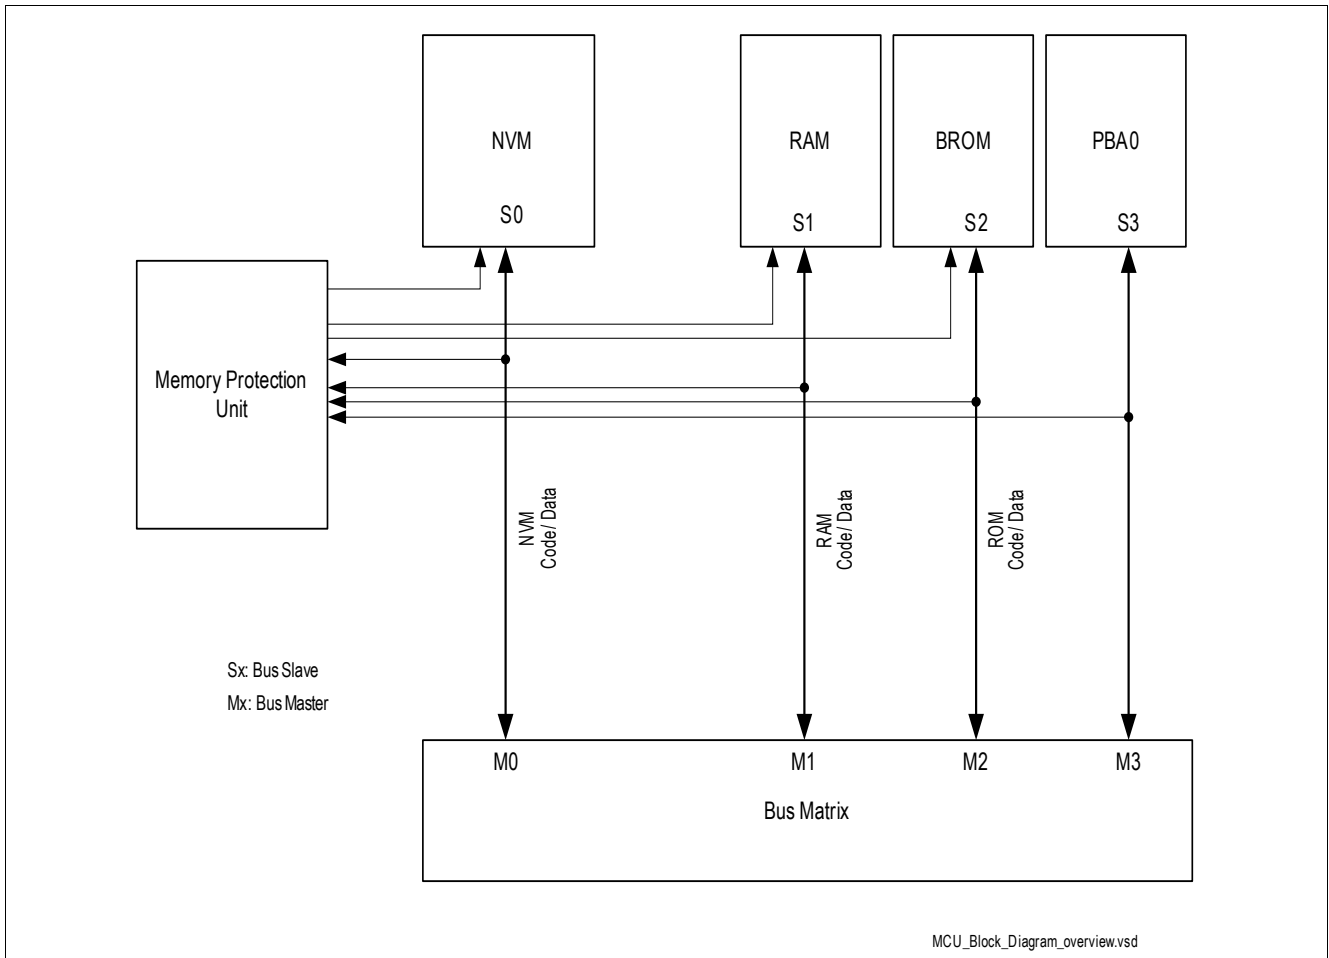 NVM
S0
RAM
S1
BROM
S2
PBA0
S3
Memory Protection
Unit
NVM
Code/ Data
RAM
Code/ Data
ROM
Code/ Data
Sx: Bus Slave
Mx: Bus Master
M0
M1
M2
M3
Bus Matrix
MCU_Block_Diagram_overview.vsd